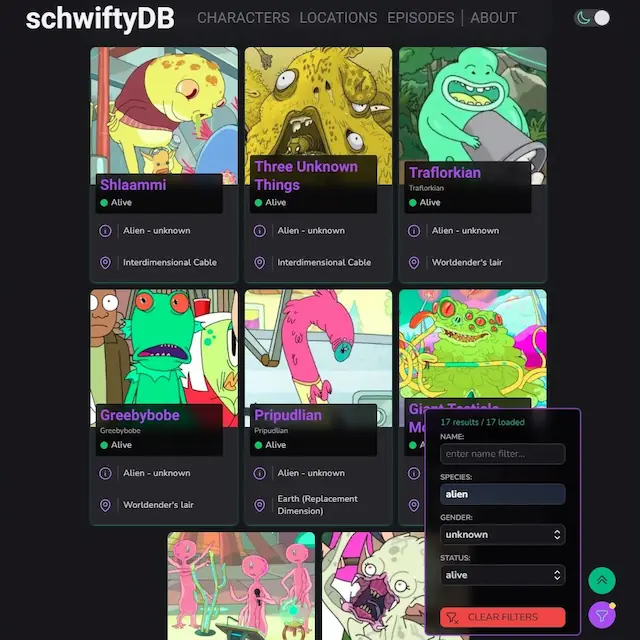 schwiftyDB
CHARACTERS LOCATIONS EPISODES | ABOUT
Shlaammi
Alive
Alien - unknown
Interdimensional Cable
Three Unknown
Things
Alive
Alien - unknown
Interdimensional Cable
Traflorkian
Traflorkian
Alive
Alien - unknown
Worldender's lair
Greebybobe
Greebybobe
Alive
Alien - unknown
Worldender's lair
Pripudlian
Pripudlian
Alive
Alien - unknown
Earth (Replacement
Dimension)
Giant Testicle
17 results / 17 loaded
NAME:
enter name filter...
SPECIES:
alien
GENDER:
unknown
STATUS:
alive
CLEAR FILTERS